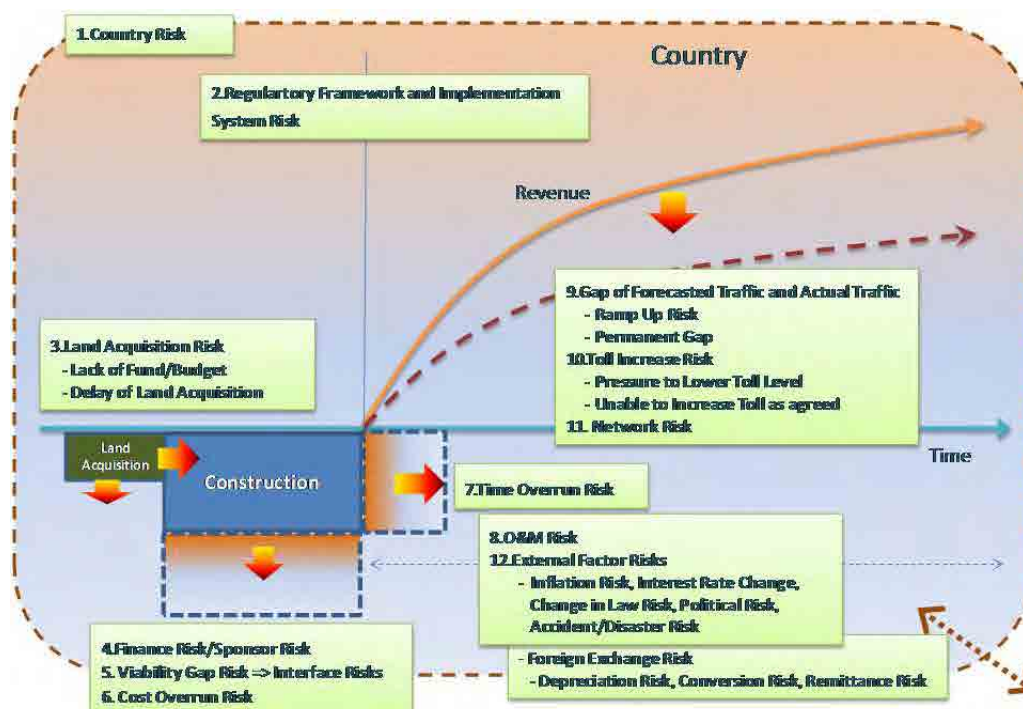 1.Country Risk
Country
2.Regulartory Framework and Implementation
System Risk
Revenue
9.Gap of Forecasted Traffic and Actual Traffic
- Ramp Up Risk
- Permanent Gap
10.Toll Increase Risk
- Pressure to Lower Toll Level
- Unable to Increase Toll as agreed
11. Network Risk
3.Land Acquisition Risk
- Lack of Fund/Budget
- Delay of Land Acquisition
Time
Land
Acquisition
Construction
7.Time Overrun Risk
8.O&M Risk
12.External Factor Risks
- Inflation Risk, Interest Rate Change,
Change in Law Risk, Political Risk,
Accident/Disaster Risk
- Foreign Exchange Risk
- Depreciation Risk, Conversion Risk, Remittance Risk
4.Finance Risk/Sponsor Risk
5. Viability Gap Risk => Interface Risks
6. Cost Overrun Risk